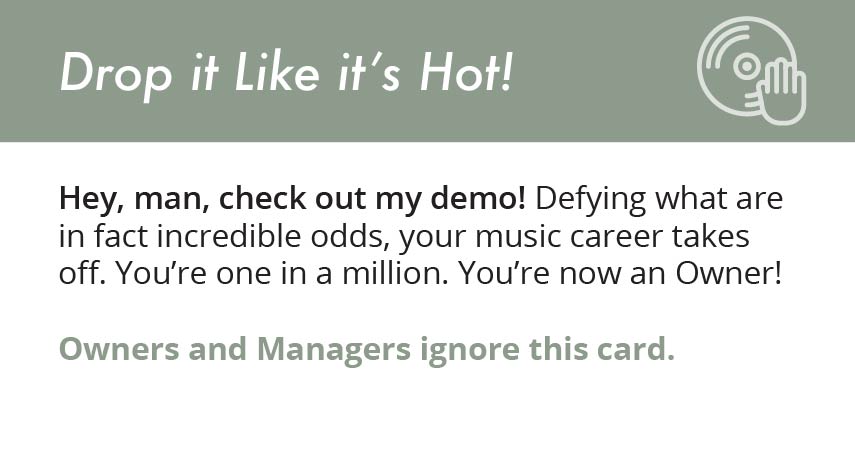 Drop it Like it’s Hot!
Hey, man, check out my demo! Defying what are
in fact incredible odds, your music career takes
off. You’re one in a million. You’re now an Owner!
Owners and Managers ignore this card.